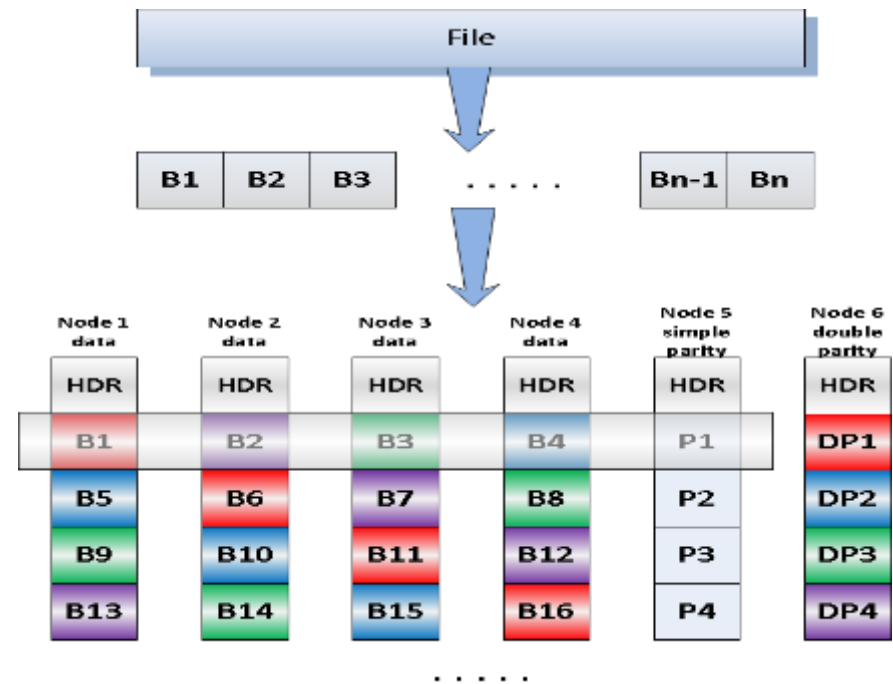 File
B1 B2 B3 . . . . . Bn-1 Bn
Node 1 data
Node 2 data
Node 3 data
Node 4 data
Node 5 simple parity
Node 6 double parity
HDR HDR HDR HDR HDR HDR
B1 B2 B3 B4 P1 DP1
B5 B6 B7 B8 P2 DP2
B9 B10 B11 B12 P3 DP3
B13 B14 B15 B16 P4 DP4
. . . . .